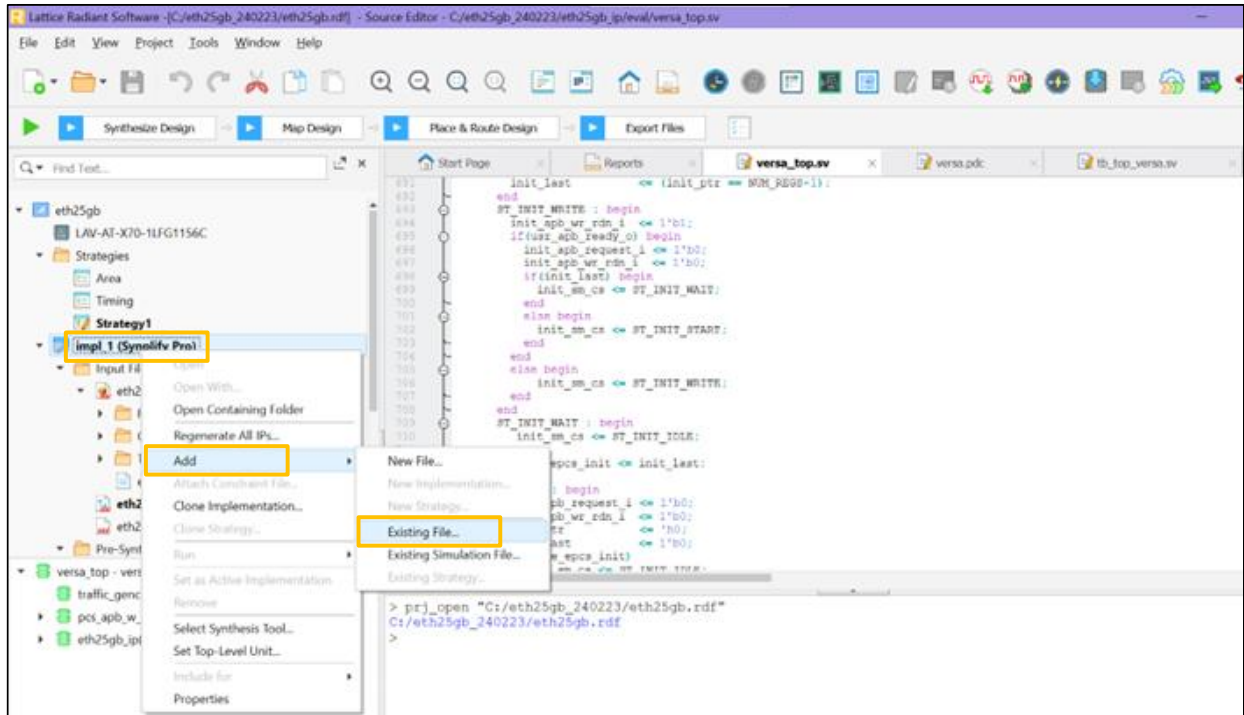 Lattice Radiant Software -[C:/eth25gb_240223/eth25gb.rdf] - Source Editor - C:/eth25gb_240223/eth25gb_ip/eval/versa_top.sv
File Edit View Project Tools Window Help
Synthesize Design Map Design Place & Route Design Export Files
Find Text...
Start Page Reports versa_top.sv versa.pdc tb_top_versa.sv
eth25gb
LAV-AT-X70-1LFG1156C
Strategies
Area
Timing
Strategy1
impl_1 (Synplify Pro)
Input Fil
eth2
eth2
eth2
Pre-Synt
versa_top - vers
traffic_genc
pcs_apb_w_
eth25gb_ip(
Open
Open With...
Open Containing Folder
Regenerate All IPs...
Add
Attach Constraint File...
Clone Implementation...
Clone Strategy...
Run
Set as Active Implementation
Remove
Select Synthesis Tool...
Set Top-Level Unit...
Include for
Properties
New File...
New Implementation...
New Strategy...
Existing File...
Existing Simulation File...
Existing Strategy...
init_last <= (init_ptr == NUM_REGS-1);
end
ST_INIT_WRITE : begin
init_apb_wr_rdn_i <= 1'b1;
if(usr_apb_ready_o) begin
init_apb_request_i <= 1'b0;
init_apb_wr_rdn_i <= 1'b0;
if(init_last) begin
init_sm_cs <= ST_INIT_WAIT;
end
else begin
init_sm_cs <= ST_INIT_START;
end
end
else begin
init_sm_cs <= ST_INIT_WRITE;
end
end
ST_INIT_WAIT : begin
init_sm_cs <= ST_INIT_IDLE;
epcs_init <= init_last;
: begin
pb_request_i <= 1'b0;
pb_wr_rdn_i <= 1'b0;
tr <= 'h0;
ast <= 1'b0;
epcs_init)
> prj_open "C:/eth25gb_240223/eth25gb.rdf"
C:/eth25gb_240223/eth25gb.rdf
>